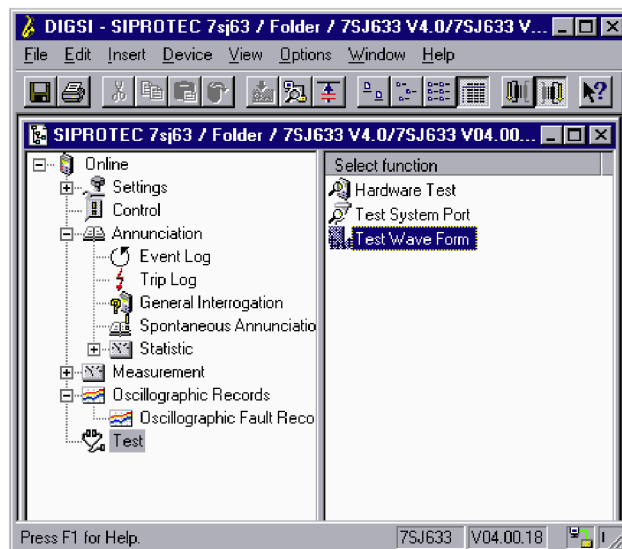 DIGSI - SIPROTEC 7sj63 / Folder / 7SJ633 V4.0/7SJ633 V...
File Edit Insert Device View Options Window Help
SIPROTEC 7sj63 / Folder / 7SJ633 V4.0/7SJ633 V04.00...
Online
Settings
Control
Annunciation
Event Log
Trip Log
General Interrogation
Spontaneous Annunciatio
Statistic
Measurement
Oscillographic Records
Oscillographic Fault Reco
Test
Select function
Hardware Test
Test System Port
Test Wave Form
Press F1 for Help.
7SJ633 V04.00.18